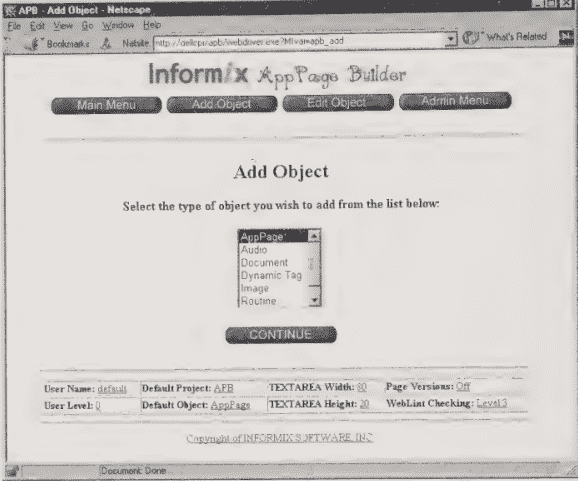 APB - Add Object - Netscape
File Edit View Go Window Help
Bookmarks Netsite: http://dellcpr/apb/webdriver.exe?MIval=apb_add What's Related
Informix AppPage Builder
Main Menu Add Object Edit Object Admin Menu
Add Object
Select the type of object you wish to add from the list below:
AppPage
Audio
Document
Dynamic Tag
Image
Routine
CONTINUE
User Name: default Default Project: APB TEXTAREA Width: 80 Page Versions: Off
User Level: 0 Default Object: AppPage TEXTAREA Height: 20 WebLint Checking: Level 3
Copyright of INFORMIX SOFTWARE, INC
Document: Done